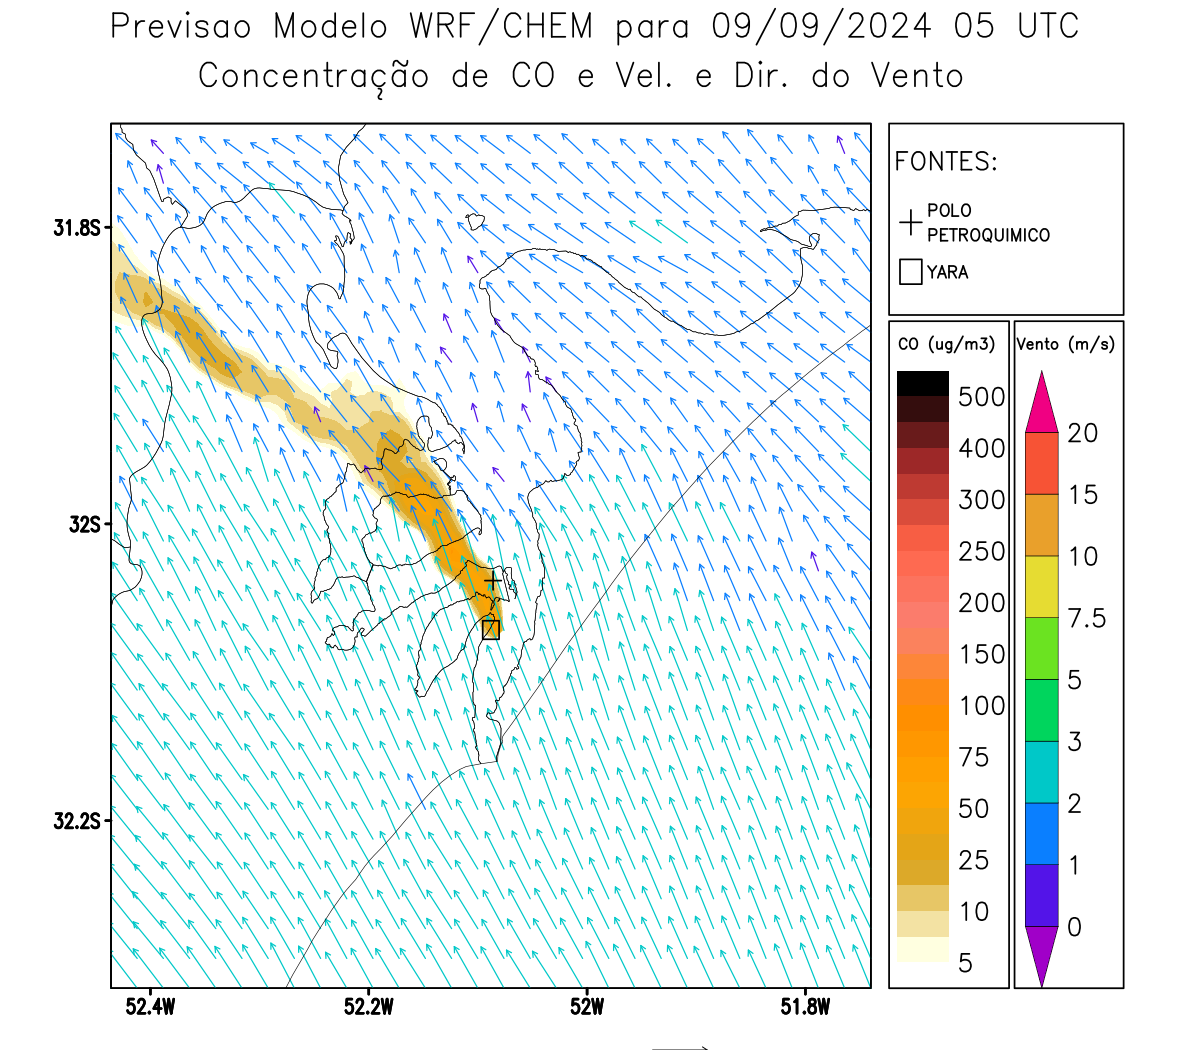 Previsao Modelo WRF/CHEM para 09/09/2024 05 UTC
Concentração de CO e Vel. e Dir. do Vento
FONTES:
POLO
PETROQUIMICO
YARA
CO (ug/m3)
500
400
300
250
200
150
100
75
50
25
10
5
Vento (m/s)
20
15
10
7.5
5
3
2
1
0
31.8S
32S
32.2S
52.4W
52.2W
52W
51.8W